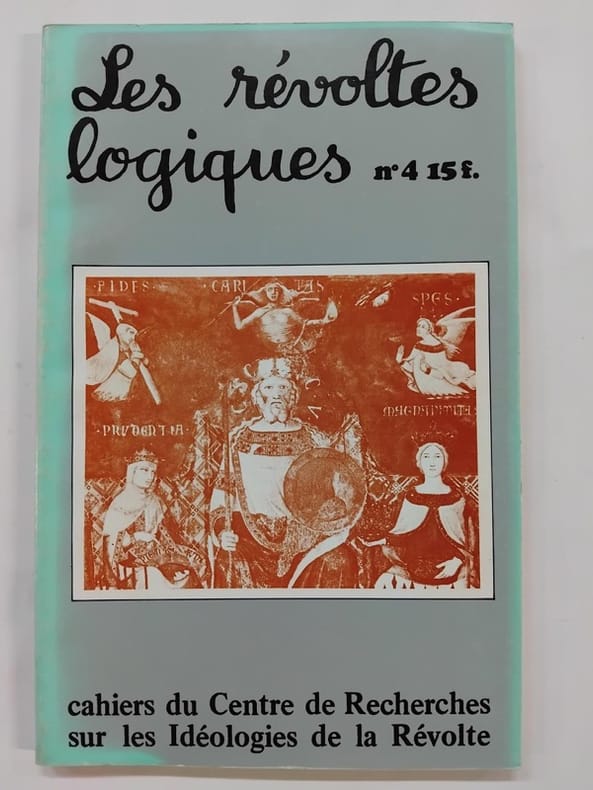 Les révoltes
logiques n°4 15f.
FIDES · CARITAS SPES ·
MAGNANIMITAS
· PRUDENTIA ·
cahiers du Centre de Recherches
sur les Idéologies de la Révolte